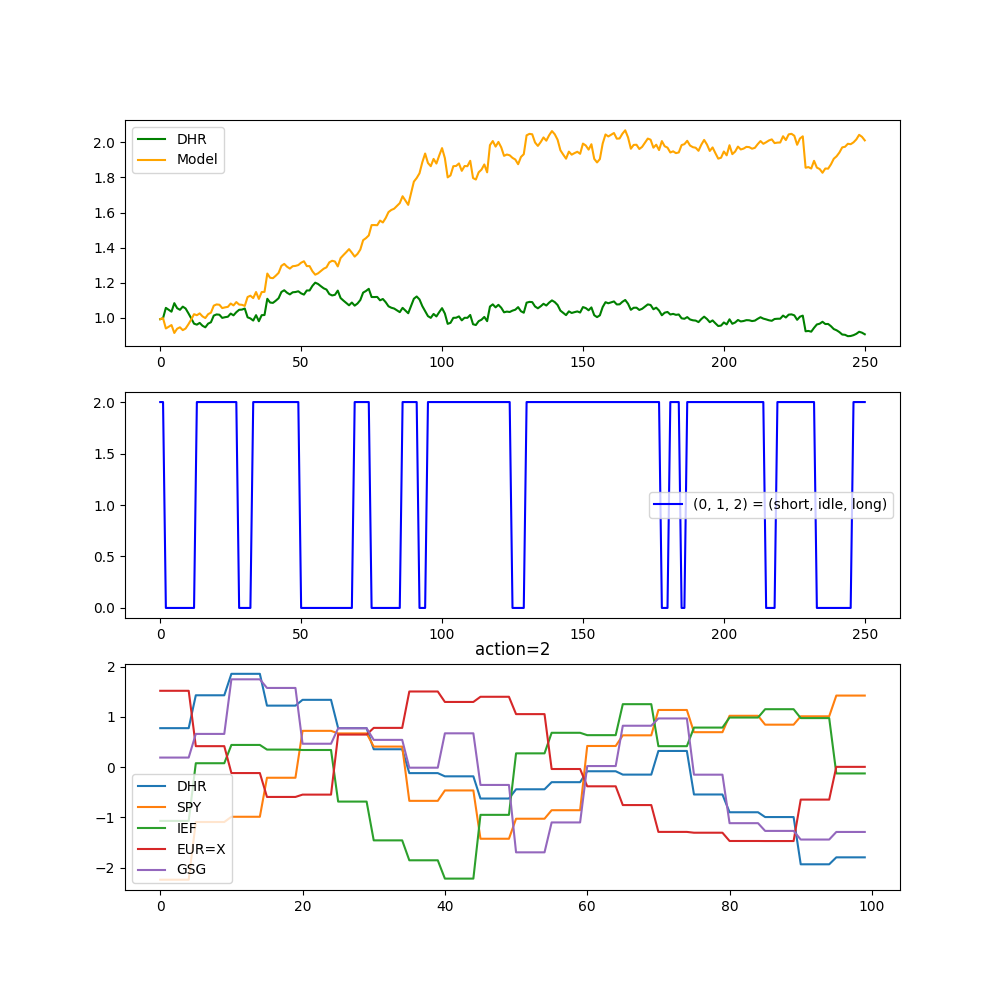 DHR
Model
2.0
1.8
1.6
1.4
1.2
1.0
0 50 100 150 200 250
2.0
1.5
1.0
0.5
0.0
(0, 1, 2) = (short, idle, long)
0 50 100 150 200 250
action=2
2
1
0
−1
−2
DHR
SPY
IEF
EUR=X
GSG
0 20 40 60 80 100